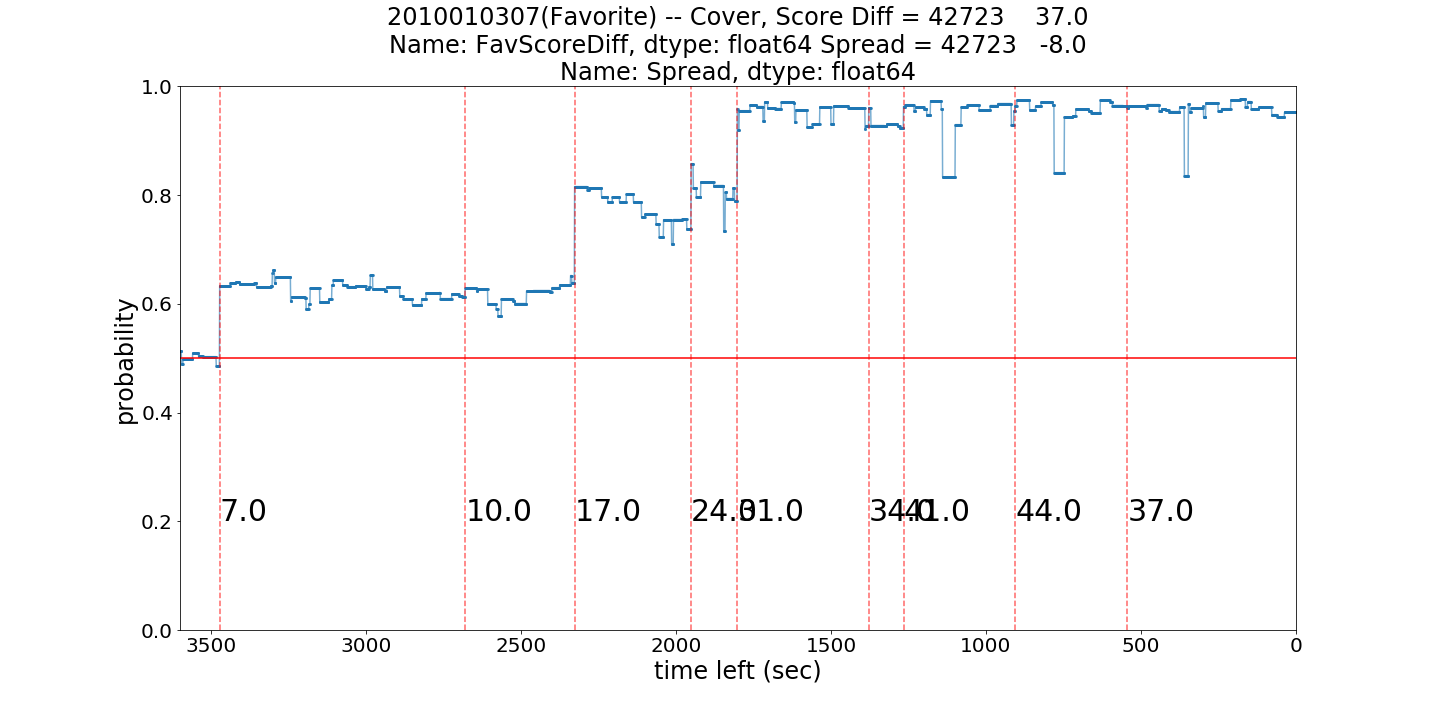 2010010307(Favorite) -- Cover, Score Diff = 42723    37.0
Name: FavScoreDiff, dtype: float64 Spread = 42723   -8.0
Name: Spread, dtype: float64
1.0
0.8
0.6
0.4
0.2
0.0
probability
7.0 10.0 17.0 24.0 31.0 34.0 41.0 44.0 37.0
3500 3000 2500 2000 1500 1000 500 0
time left (sec)